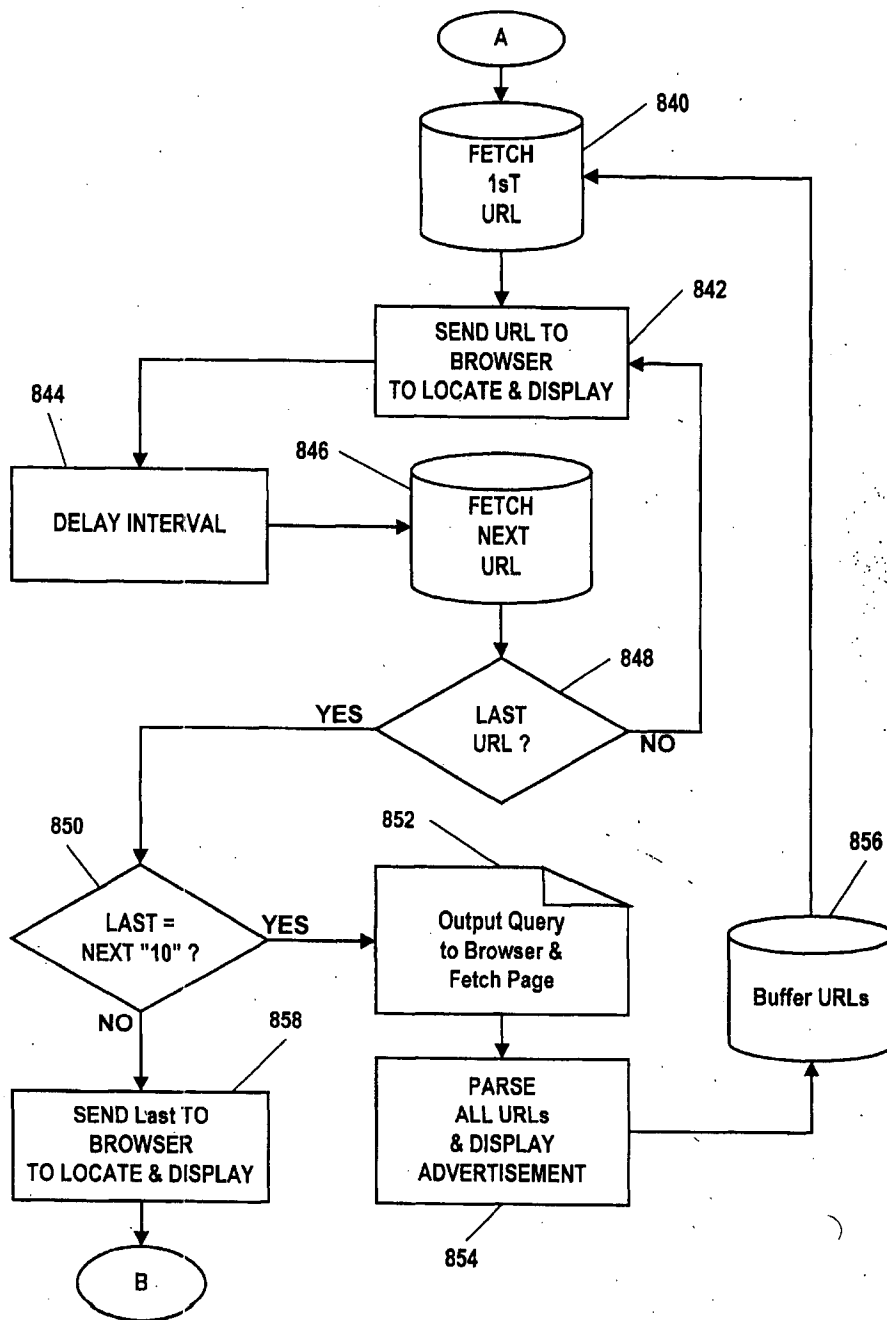 A
840
FETCH
1sT
URL
842
SEND URL TO
BROWSER
TO LOCATE & DISPLAY
844
DELAY INTERVAL
846
FETCH
NEXT
URL
848
LAST
URL ?
YES
NO
850
LAST =
NEXT "10" ?
YES
NO
852
Output Query
to Browser &
Fetch Page
856
Buffer URLs
858
SEND Last TO
BROWSER
TO LOCATE & DISPLAY
PARSE
ALL URLs
& DISPLAY
ADVERTISEMENT
854
B